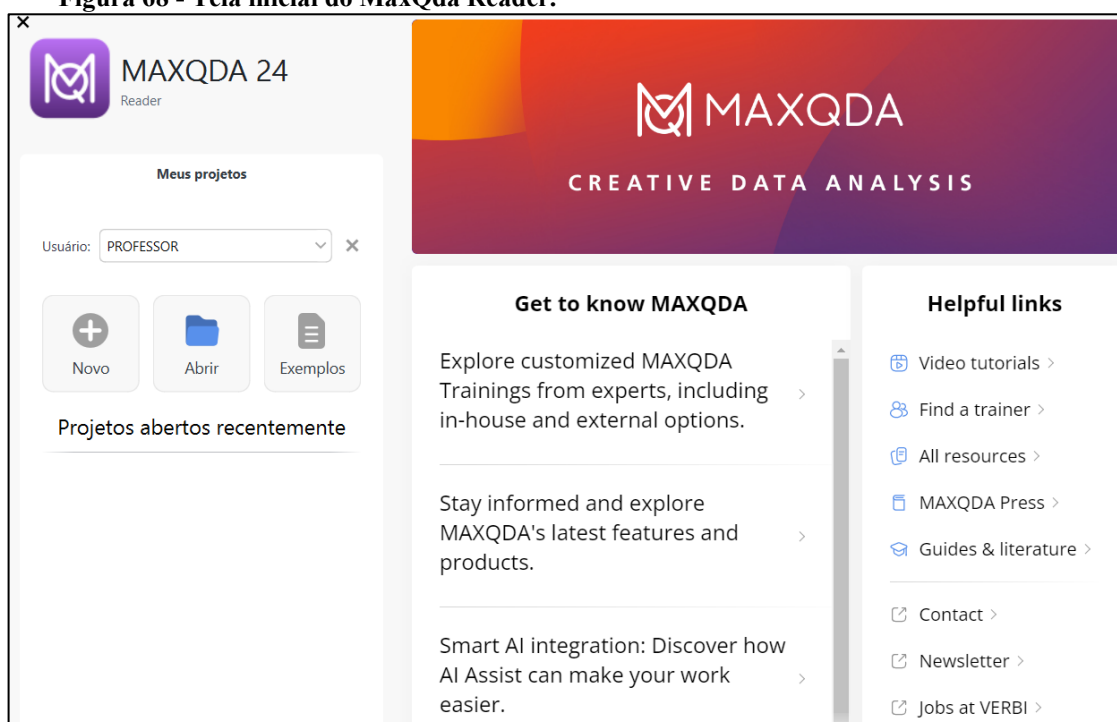 Figura 68 - Tela inicial do MaxQda Reader.
MAXQDA 24
Reader
Meus projetos
Usuário: PROFESSOR
Novo
Abrir
Exemplos
Projetos abertos recentemente
MAXQDA
CREATIVE DATA ANALYSIS
Get to know MAXQDA
Explore customized MAXQDA
Trainings from experts, including
in-house and external options.
Stay informed and explore
MAXQDA's latest features and
products.
Smart AI integration: Discover how
AI Assist can make your work
easier.
Helpful links
Video tutorials >
Find a trainer >
All resources >
MAXQDA Press >
Guides & literature >
Contact >
Newsletter >
Jobs at VERBI >